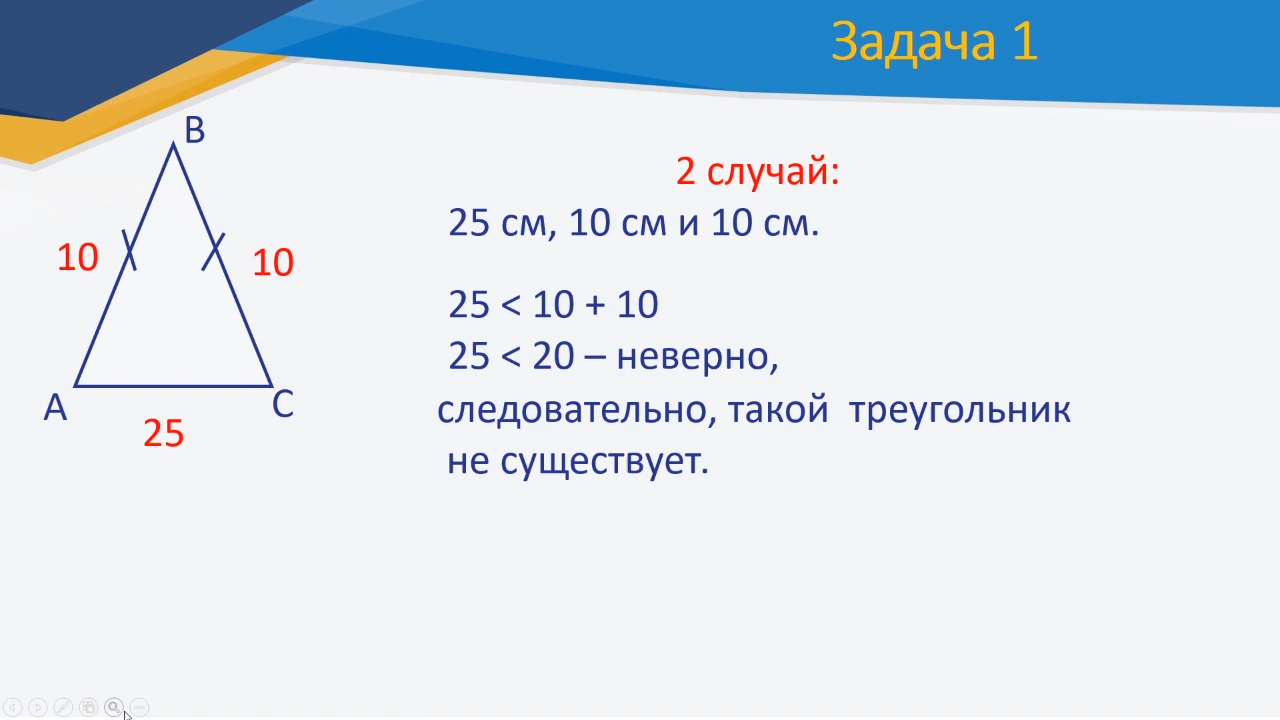 Задача 1
B
10
10
A
C
25
2 случай:
25 см, 10 см и 10 см.
25 < 10 + 10
25 < 20 – неверно,
следовательно, такой треугольник
не существует.